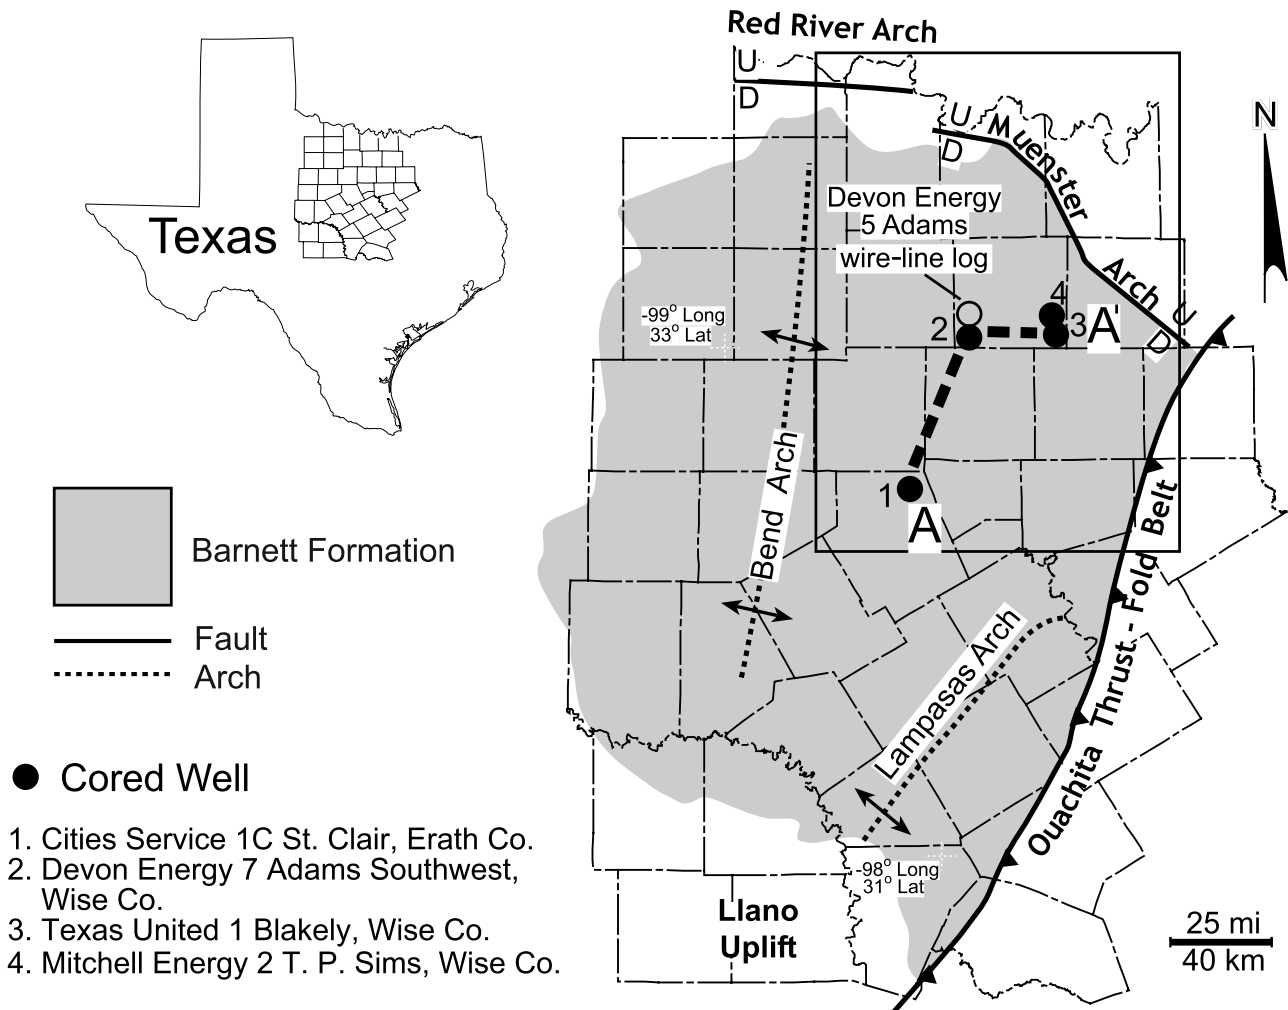 Red River Arch
U
D
U
D
Muenster
Arch
U
D
N
Texas
Devon Energy
5 Adams
wire-line log
-99° Long
33° Lat
4
2
3
A'
1
A
Bend Arch
Lampasas Arch
Ouachita Thrust - Fold Belt
-98° Long
31° Lat
Llano
Uplift
25 mi
40 km
Barnett Formation
Fault
Arch
Cored Well
1. Cities Service 1C St. Clair, Erath Co.
2. Devon Energy 7 Adams Southwest,
Wise Co.
3. Texas United 1 Blakely, Wise Co.
4. Mitchell Energy 2 T. P. Sims, Wise Co.